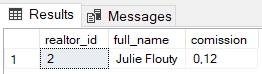 Results Messages
realtor_id full_name comission
1 2 Julie Flouty 0,12